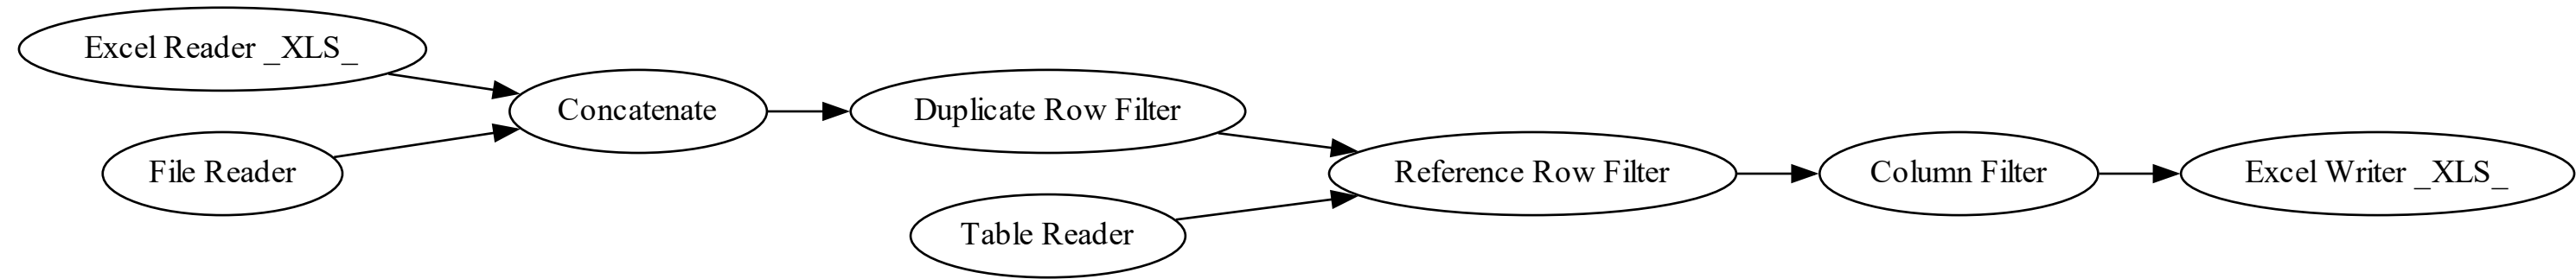 Excel Reader _XLS_
File Reader
Concatenate
Duplicate Row Filter
Table Reader
Reference Row Filter
Column Filter
Excel Writer _XLS_